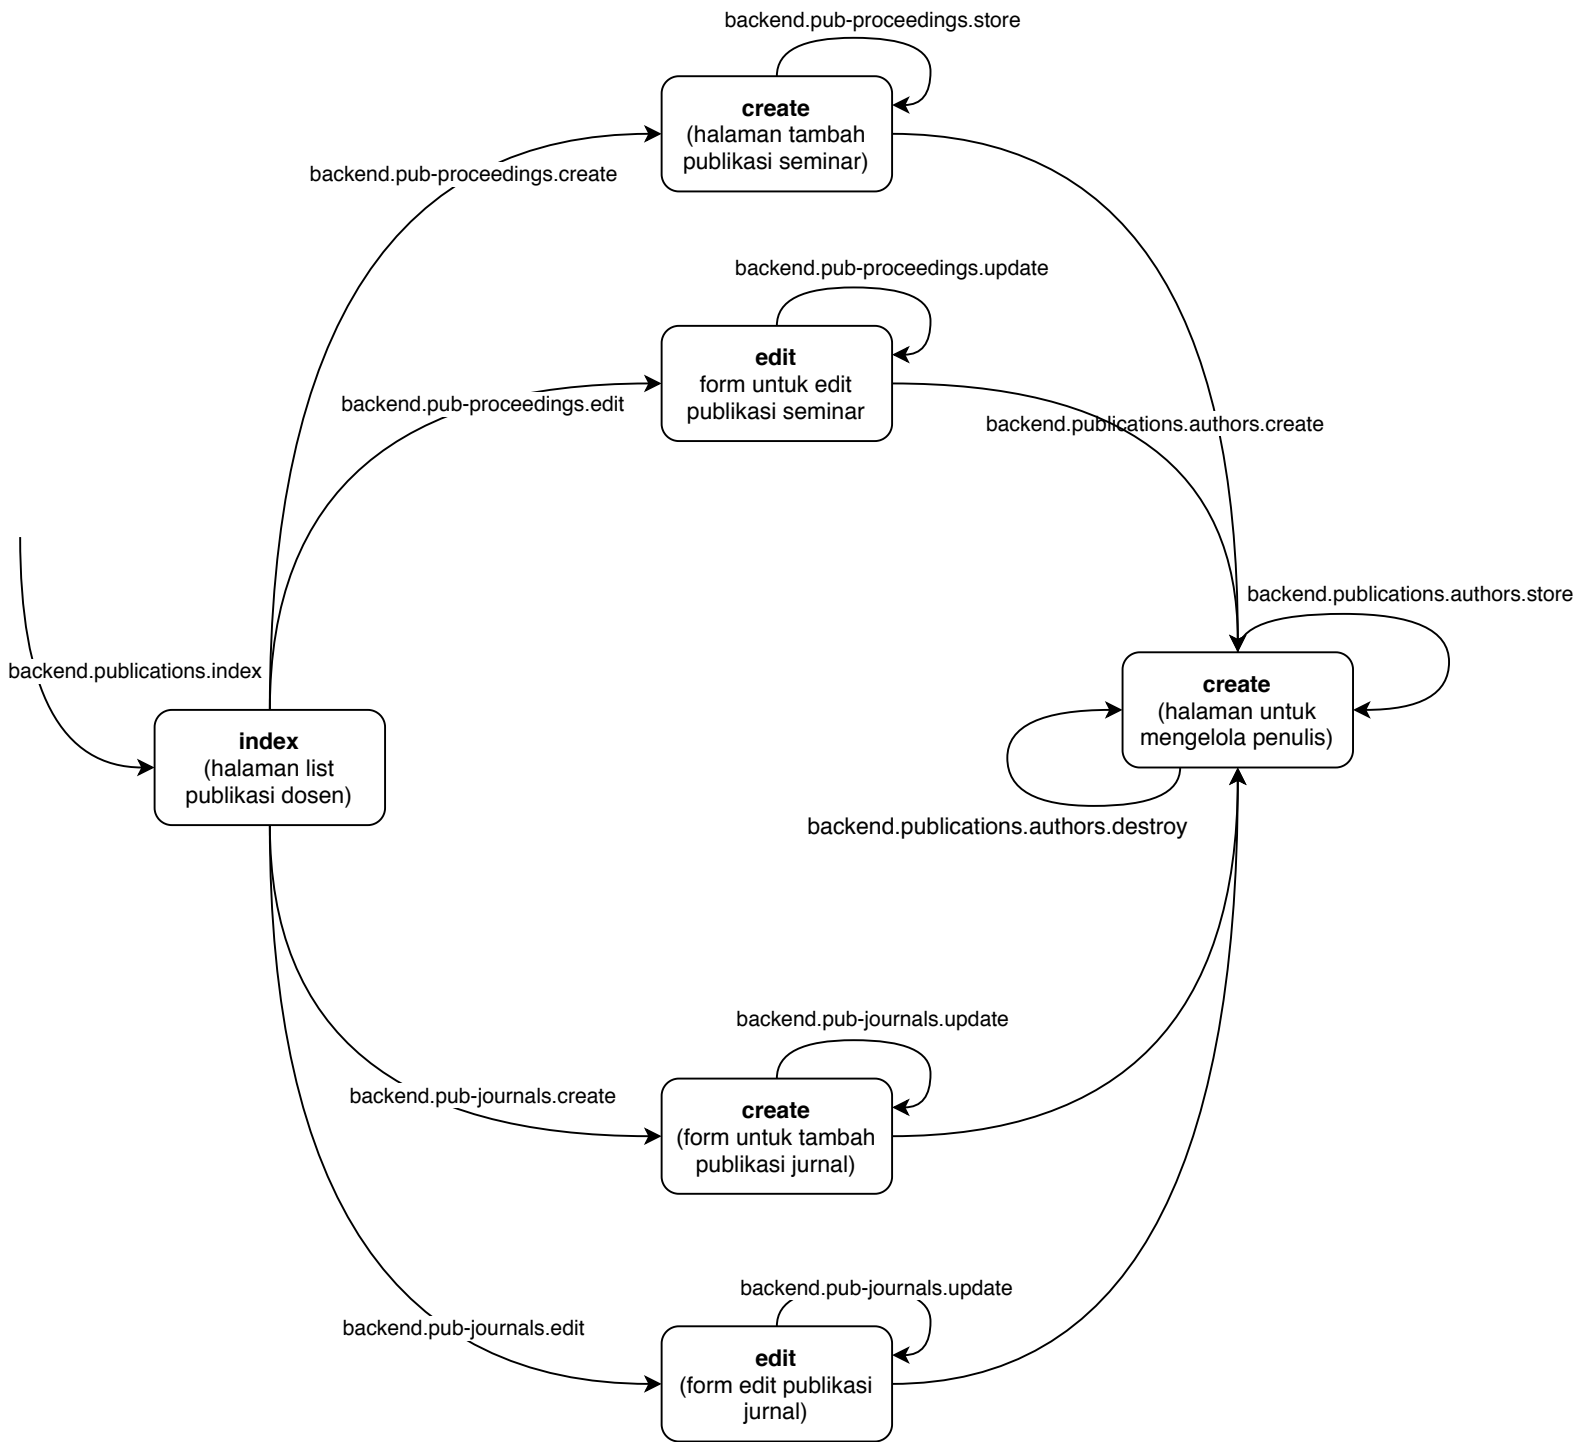 backend.pub-proceedings.store
create
(halaman tambah
publikasi seminar)
backend.pub-proceedings.create
backend.pub-proceedings.update
edit
form untuk edit
publikasi seminar
backend.pub-proceedings.edit
backend.publications.authors.create
backend.publications.authors.store
backend.publications.index
create
(halaman untuk
mengelola penulis)
index
(halaman list
publikasi dosen)
backend.publications.authors.destroy
backend.pub-journals.update
backend.pub-journals.create
create
(form untuk tambah
publikasi jurnal)
backend.pub-journals.update
backend.pub-journals.edit
edit
(form edit publikasi
jurnal)